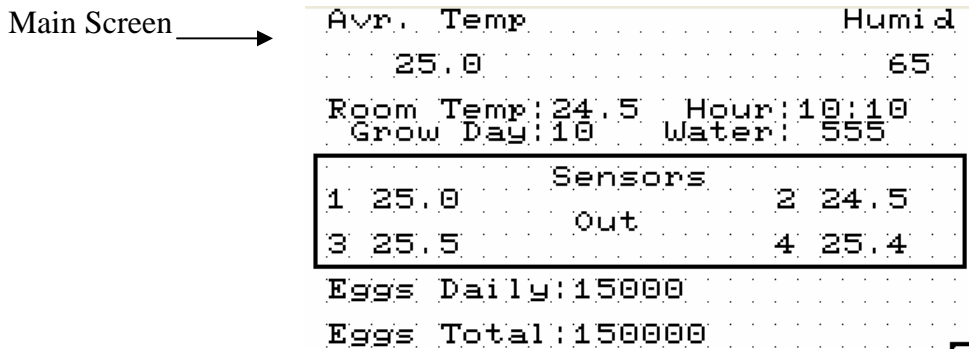 Main Screen
Avr. Temp Humid
25.0 65
Room Temp:24.5 Hour:10:10
Grow Day:10 Water: 555
Sensors
1 25.0 2 24.5
Out
3 25.5 4 25.4
Eggs Daily:15000
Eggs Total:150000